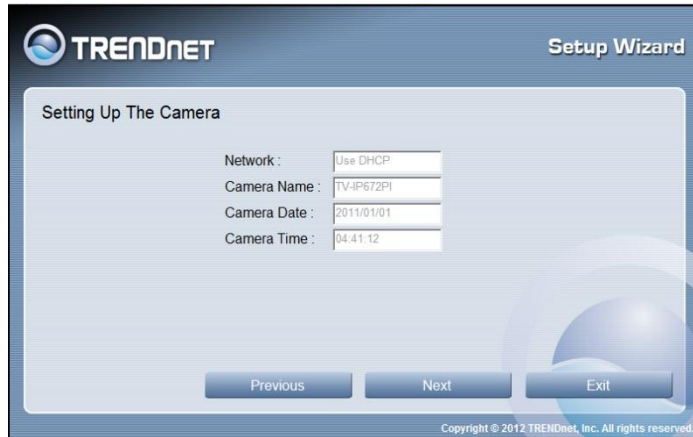 TRENDNET
Setup Wizard
Setting Up The Camera
Network : Use DHCP
Camera Name : TV-IP672PI
Camera Date : 2011/01/01
Camera Time : 04:41:12
Previous Next Exit
Copyright © 2012 TRENDnet, Inc. All rights reserved.